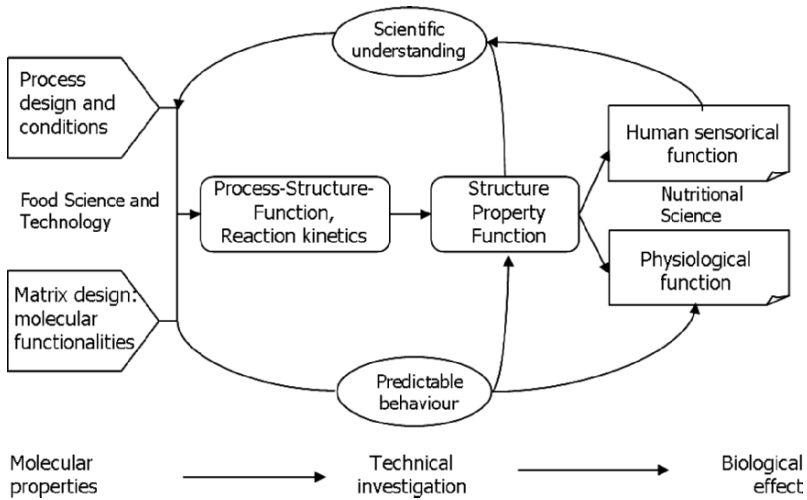 Scientific
understanding
Process
design and
conditions
Human sensorical
function
Food Science and
Technology
Process-Structure-
Function,
Reaction kinetics
Structure
Property
Function
Nutritional
Science
Physiological
function
Matrix design:
molecular
functionalities
Predictable
behaviour
Molecular
properties
Technical
investigation
Biological
effect